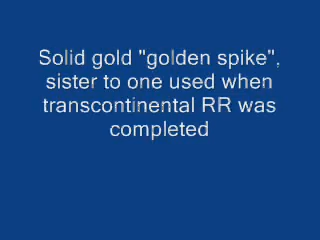 Solid gold "golden spike",
sister to one used when
transcontinental RR was
completed